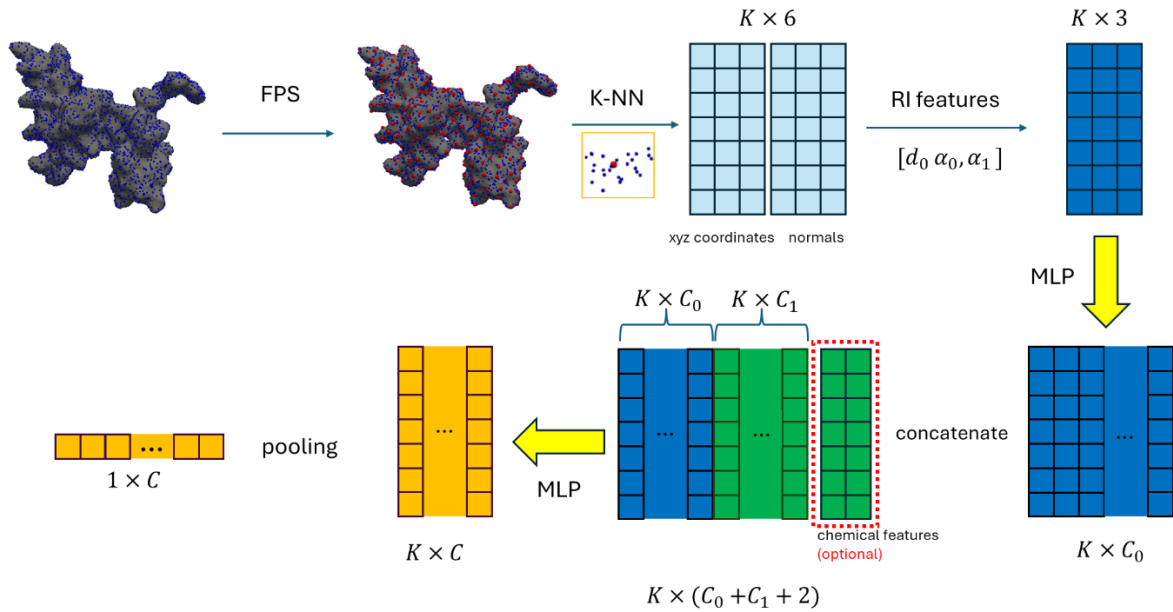 FPS
K-NN
K × 6
xyz coordinates
normals
RI features
[d₀ α₀, α₁ ]
K × 3
MLP
K × C₀
...
concatenate
K × C₀
K × C₁
...
...
chemical features
(optional)
K × (C₀ +C₁ + 2)
MLP
...
K × C
pooling
...
1 × C